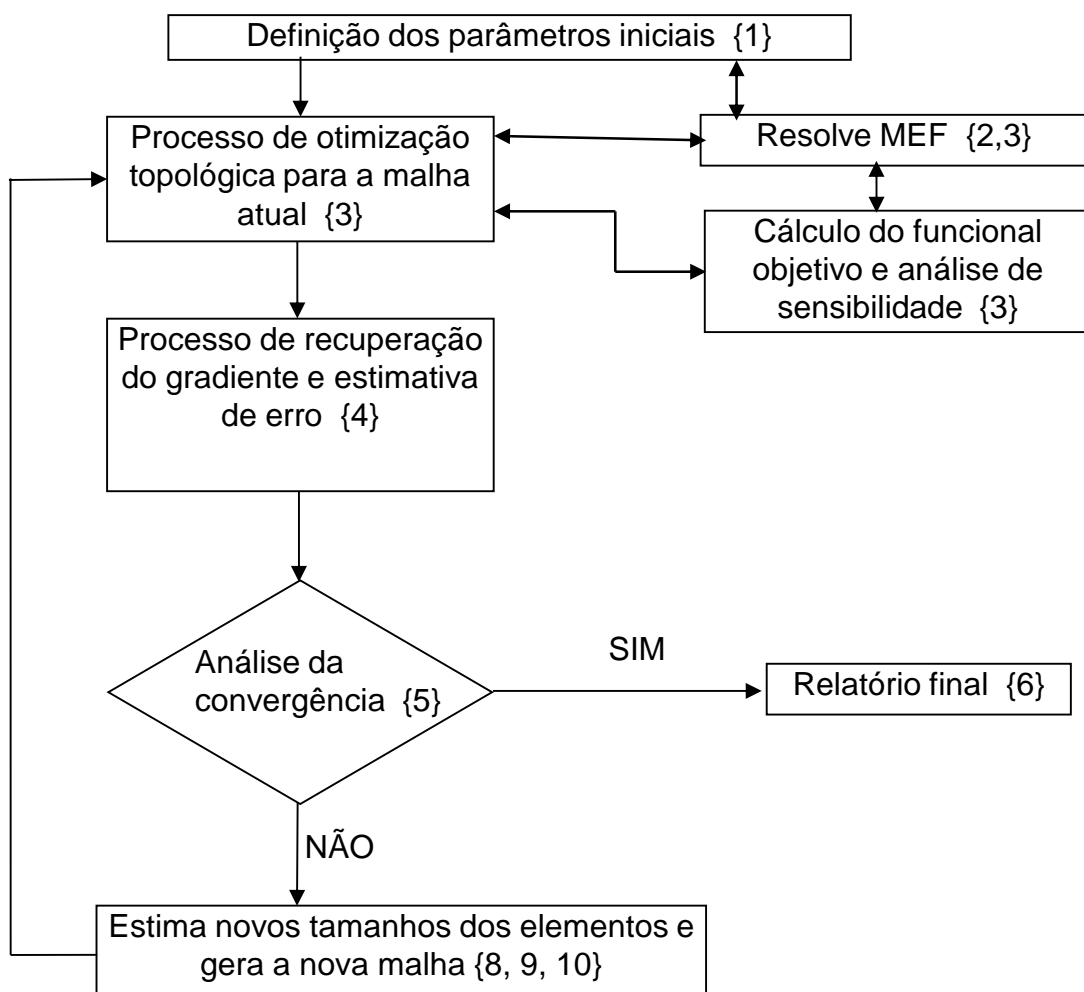 Definição dos parâmetros iniciais {1}
Processo de otimização
topológica para a malha
atual {3}
Resolve MEF {2,3}
Cálculo do funcional
objetivo e análise de
sensibilidade {3}
Processo de recuperação
do gradiente e estimativa
de erro {4}
Análise da
convergência {5}
SIM
Relatório final {6}
NÃO
Estima novos tamanhos dos elementos e
gera a nova malha {8, 9, 10}